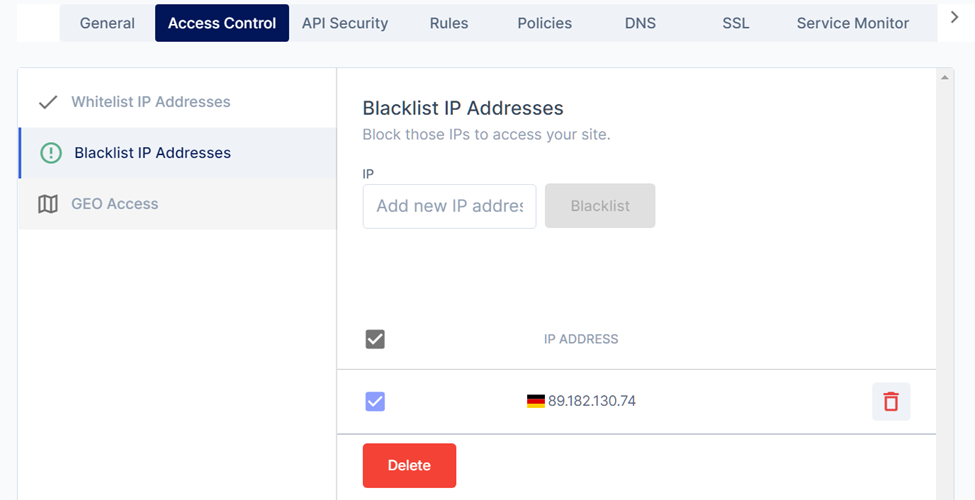 General Access Control API Security Rules Policies DNS SSL Service Monitor
Whitelist IP Addresses
Blacklist IP Addresses
GEO Access
Blacklist IP Addresses
Block those IPs to access your site.
IP
Add new IP addres
Blacklist
IP ADDRESS
89.182.130.74
Delete